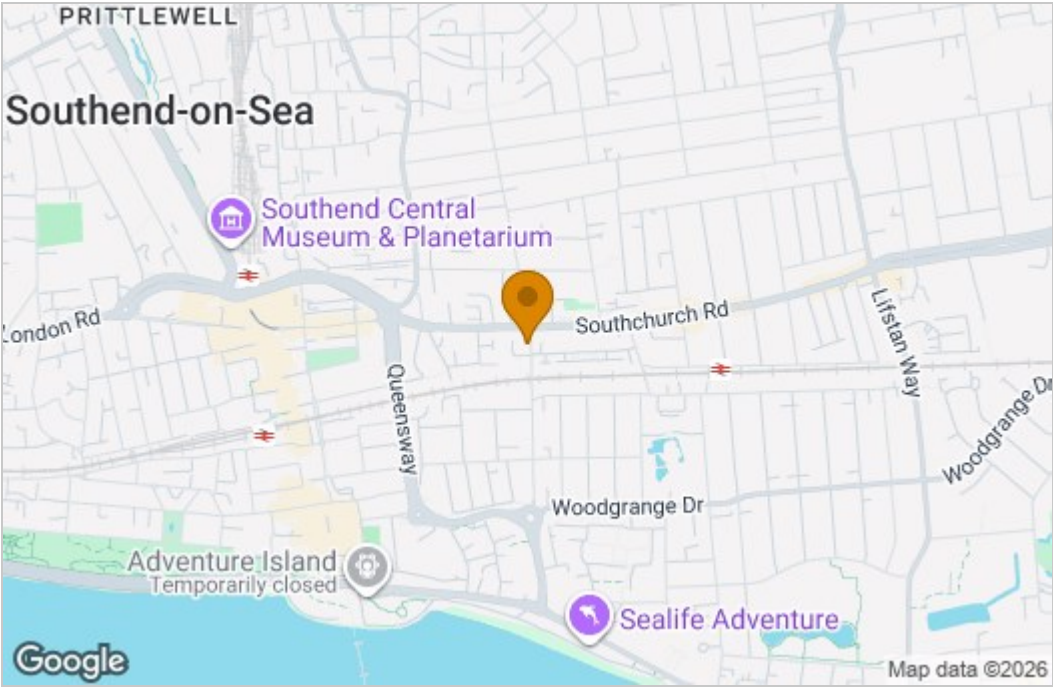 PRITTLEWELL
Southend-on-Sea
Southend Central
Museum & Planetarium
London Rd
Southchurch Rd
Lifstan Way
Queensway
Woodgrange Dr
Woodgrange Dr
Adventure Island
Temporarily closed
Sealife Adventure
Google
Map data ©2026